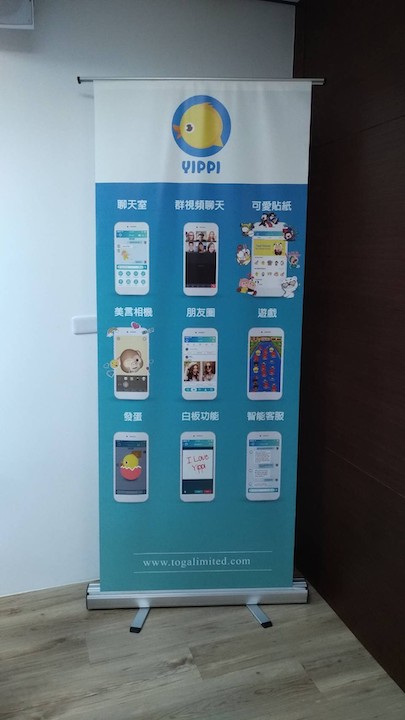 YIPPI
聊天室 群視頻聊天 可愛貼紙
美言相機 朋友圈 遊戲
發蛋 白板功能 智能客服
I Love
Yippi
www.togalimited.com